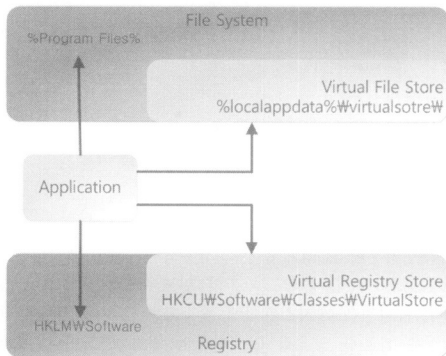 File System
%Program Files%
Virtual File Store
%localappdata%₩virtualsotre₩
Application
Virtual Registry Store
HKCU₩Software₩Classes₩VirtualStore
HKLM₩Software
Registry